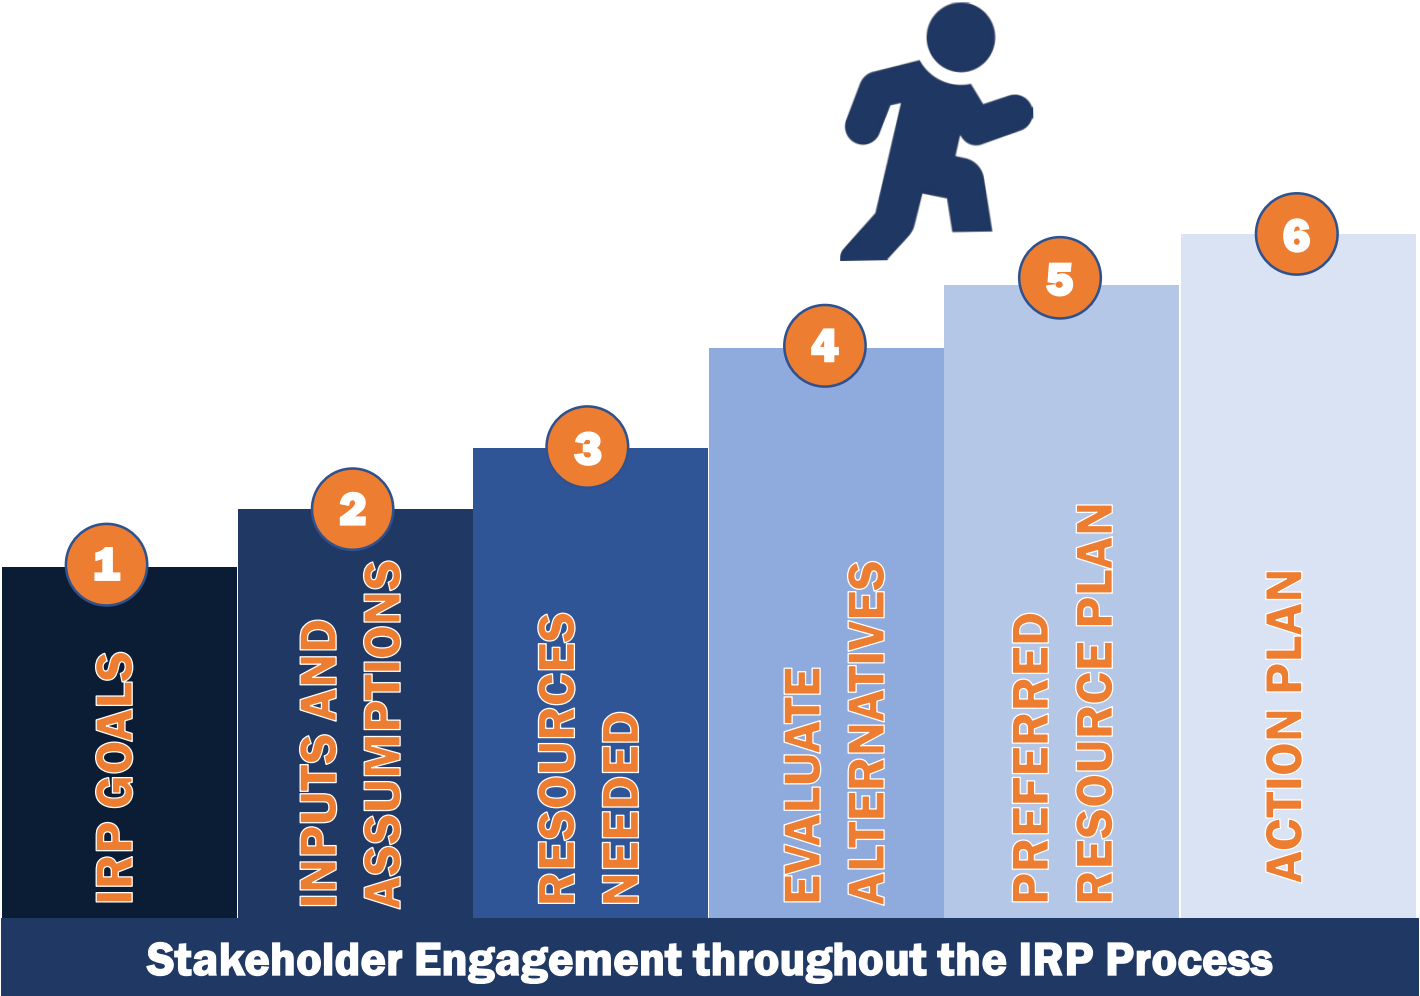 1
IRP GOALS
2
INPUTS AND
ASSUMPTIONS
3
RESOURCES
NEEDED
4
EVALUATE
ALTERNATIVES
5
PREFERRED
RESOURCE PLAN
6
ACTION PLAN
Stakeholder Engagement throughout the IRP Process